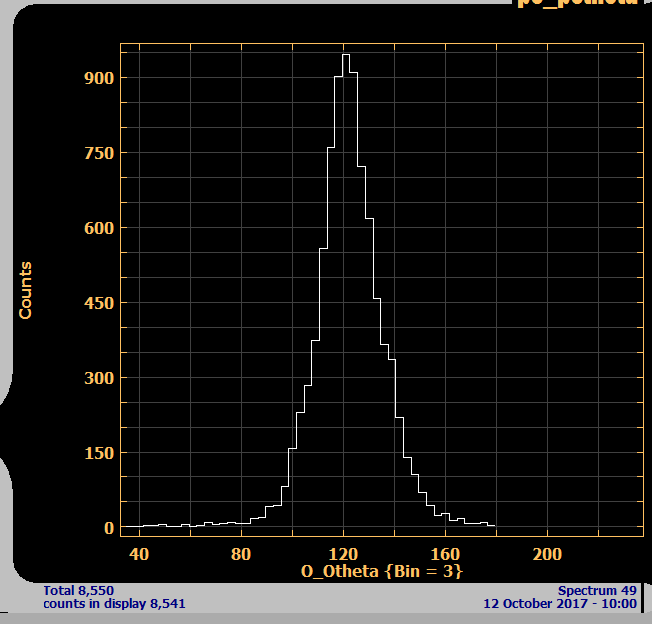 900
750
600
450
300
150
0
Counts
40 80 120 160 200
O_Otheta {Bin = 3}
Total 8,550
counts in display 8,541
Spectrum 49
12 October 2017 - 10:00